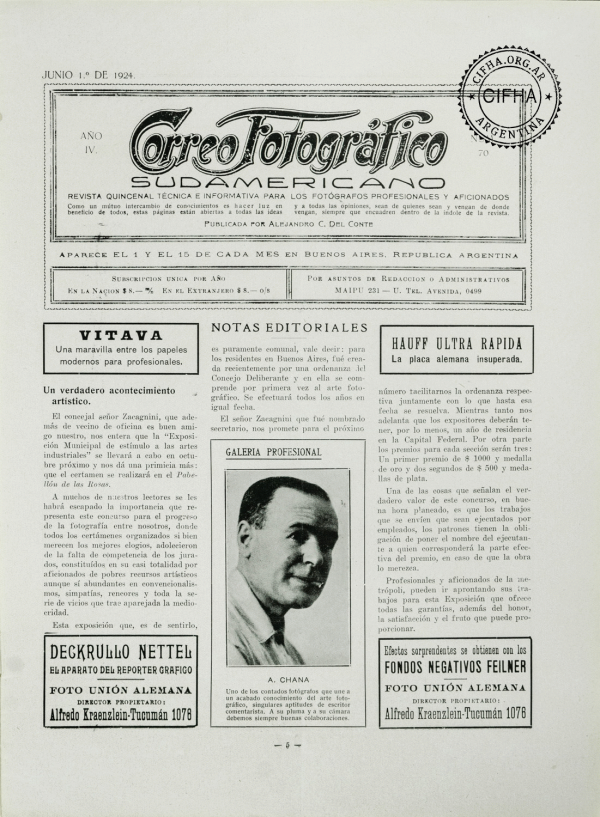 JUNIO 1.º DE 1924.
CIFHA.ORG.AR
CIFHA
ARGENTINA
AÑO
IV.
70
Correo Fotográfico
SUDAMERICANO
REVISTA QUINCENAL TÉCNICA E INFORMATIVA PARA LOS FOTÓGRAFOS PROFESIONALES Y AFICIONADOS
Como un mútuo intercambio de conocimientos es hacer luz en
beneficio de todos, estas páginas están abiertas a todas las ideas
y a todas las opiniones, sean de quienes sean y vengan de donde
vengan, siempre que encuadren dentro de la índole de la revista.
PUBLICADA POR ALEJANDRO C. DEL CONTE
APARECE EL 1 Y EL 15 DE CADA MES EN BUENOS AIRES, REPUBLICA ARGENTINA
SUBSCRIPCION UNICA POR AÑO
EN LA NACION $ 8.— EN EL EXTRANJERO $ 8.— o/s
POR ASUNTOS DE REDACCION O ADMINISTRATIVOS
MAIPU 231 — U. TEL. AVENIDA, 0499
VITAVA
Una maravilla entre los papeles
modernos para profesionales.
Un verdadero acontecimiento
artístico.
El concejal señor Zacagnini, que ade-
más de vecino de oficina es buen ami-
go nuestro, nos entera que la "Exposi-
ción Municipal de estímulo a las artes
industriales" se llevará a cabo en octu-
bre próximo y nos dá una primicia más:
que el certamen se realizará en el Pabe-
llón de las Rosas.
A muchos de nuestros lectores se les
habrá escapado la importancia que re-
presenta este concurso para el progreso
de la fotografía entre nosotros, donde
todos los certámenes organizados si bien
merecen los mejores elogios, adolecieron
de la falta de competencia de los jura-
dos, constituídos en su casi totalidad por
aficionados de pobres recursos artísticos
aunque sí abundantes en convencionalis-
mos, simpatías, rencores y toda la se-
rie de vicios que trae aparejada la medio-
cridad.
Esta exposición que, es de sentirlo,
DECKRULLO NETTEL
EL APARATO DEL REPORTER GRAFICO
FOTO UNIÓN ALEMANA
DIRECTOR PROPIETARIO:
Alfredo Kraenzlein-Tucumán 1076
NOTAS EDITORIALES
es puramente comunal, vale decir: para
los residentes en Buenos Aires, fué crea-
da recientemente por una ordenanza del
Concejo Deliberante y en ella se com-
prende por primera vez al arte foto-
gráfico. Se efectuará todos los años en
igual fecha.
El señor Zacagnini que fué nombrado
secretario, nos promete para el próximo
GALERÍA PROFESIONAL
A. CHANA
Uno de los contados fotógrafos que une a
un acabado conocimiento del arte foto-
gráfico, singulares aptitudes de escritor
comentarista. A su pluma y a su cámara
debemos siempre buenas colaboraciones.
HAUFF ULTRA RAPIDA
La placa alemana insuperada.
número facilitarnos la ordenanza respec-
tiva juntamente con lo que hasta esa
fecha se resuelva. Mientras tanto nos
adelanta que los expositores deberán te-
ner, por lo menos, un año de residencia
en la Capital Federal. Por otra parte
los premios para cada sección serán tres:
Un primer premio de $ 1000 y medalla
de oro y dos segundos de $ 500 y meda-
llas de plata.
Una de las cosas que señalan el ver-
dadero valor de este concurso, en bue-
na hora planeado, es que los trabajos
que se envíen que sean ejecutados por
empleados, los patrones tienen la obli-
gación de poner el nombre del ejecutan-
te a quien corresponderá la parte efec-
tiva del premio, en caso de que la obra
lo merezca.
Profesionales y aficionados de la me-
trópoli, pueden ir aprontando sus tra-
bajos para esta Exposición que ofrece
todas las garantías, además del honor,
la satisfacción y el fruto que puede pro-
porcionar.
Efectos sorprendentes se obtienen con los
FONDOS NEGATIVOS FEILNER
FOTO UNIÓN ALEMANA
DIRECTOR PROPIETARIO:
Alfredo Kraenzlein-Tucumán 1076
— 5 —